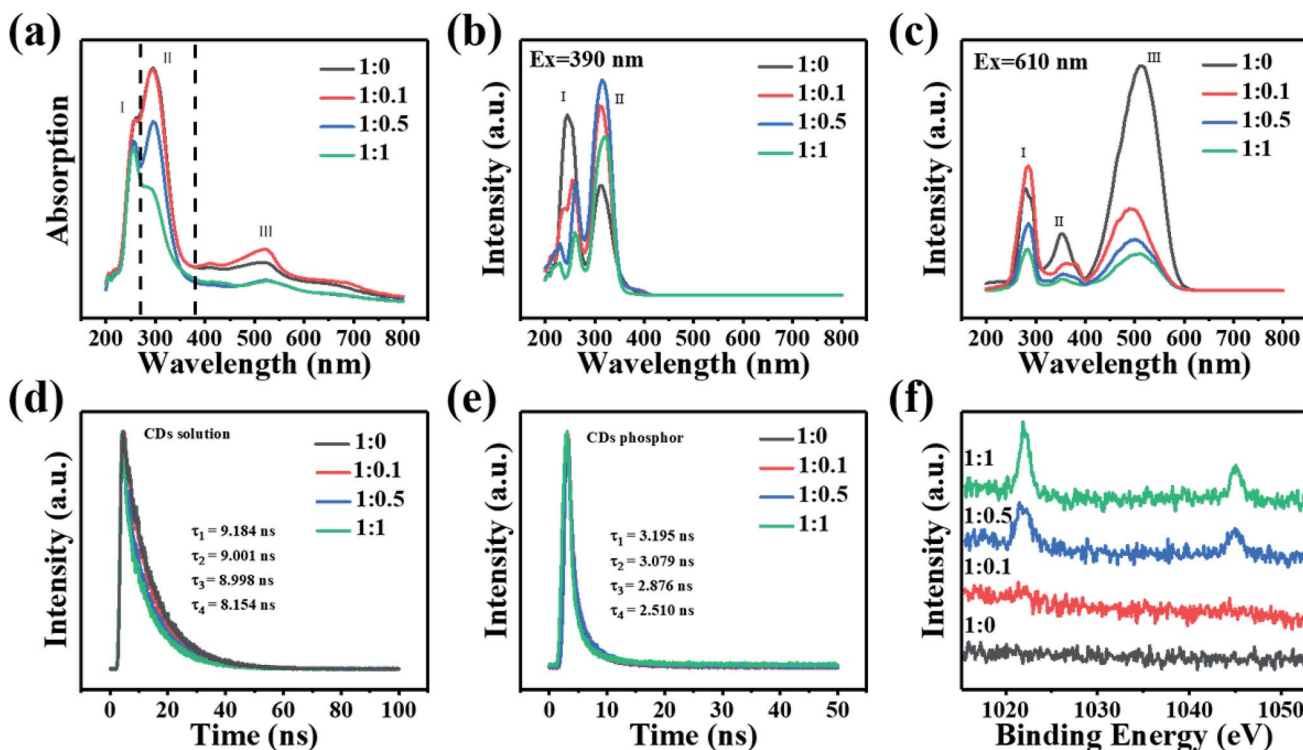 (a)
I
II
III
1:0
1:0.1
1:0.5
1:1
Absorption
200 300 400 500 600 700 800
Wavelength (nm)
(b)
Ex=390 nm
I
II
1:0
1:0.1
1:0.5
1:1
Intensity (a.u.)
200 300 400 500 600 700 800
Wavelength (nm)
(c)
Ex=610 nm
I
II
III
1:0
1:0.1
1:0.5
1:1
Intensity (a.u.)
200 300 400 500 600 700 800
Wavelength (nm)
(d)
CDs solution
1:0
1:0.1
1:0.5
1:1
τ1 = 9.184 ns
τ2 = 9.001 ns
τ3 = 8.998 ns
τ4 = 8.154 ns
Intensity (a.u.)
0 20 40 60 80 100
Time (ns)
(e)
CDs phosphor
1:0
1:0.1
1:0.5
1:1
τ1 = 3.195 ns
τ2 = 3.079 ns
τ3 = 2.876 ns
τ4 = 2.510 ns
Intensity (a.u.)
0 10 20 30 40 50
Time (ns)
(f)
1:1
1:0.5
1:0.1
1:0
Intensity (a.u.)
1020 1030 1040 1050
Binding Energy (eV)